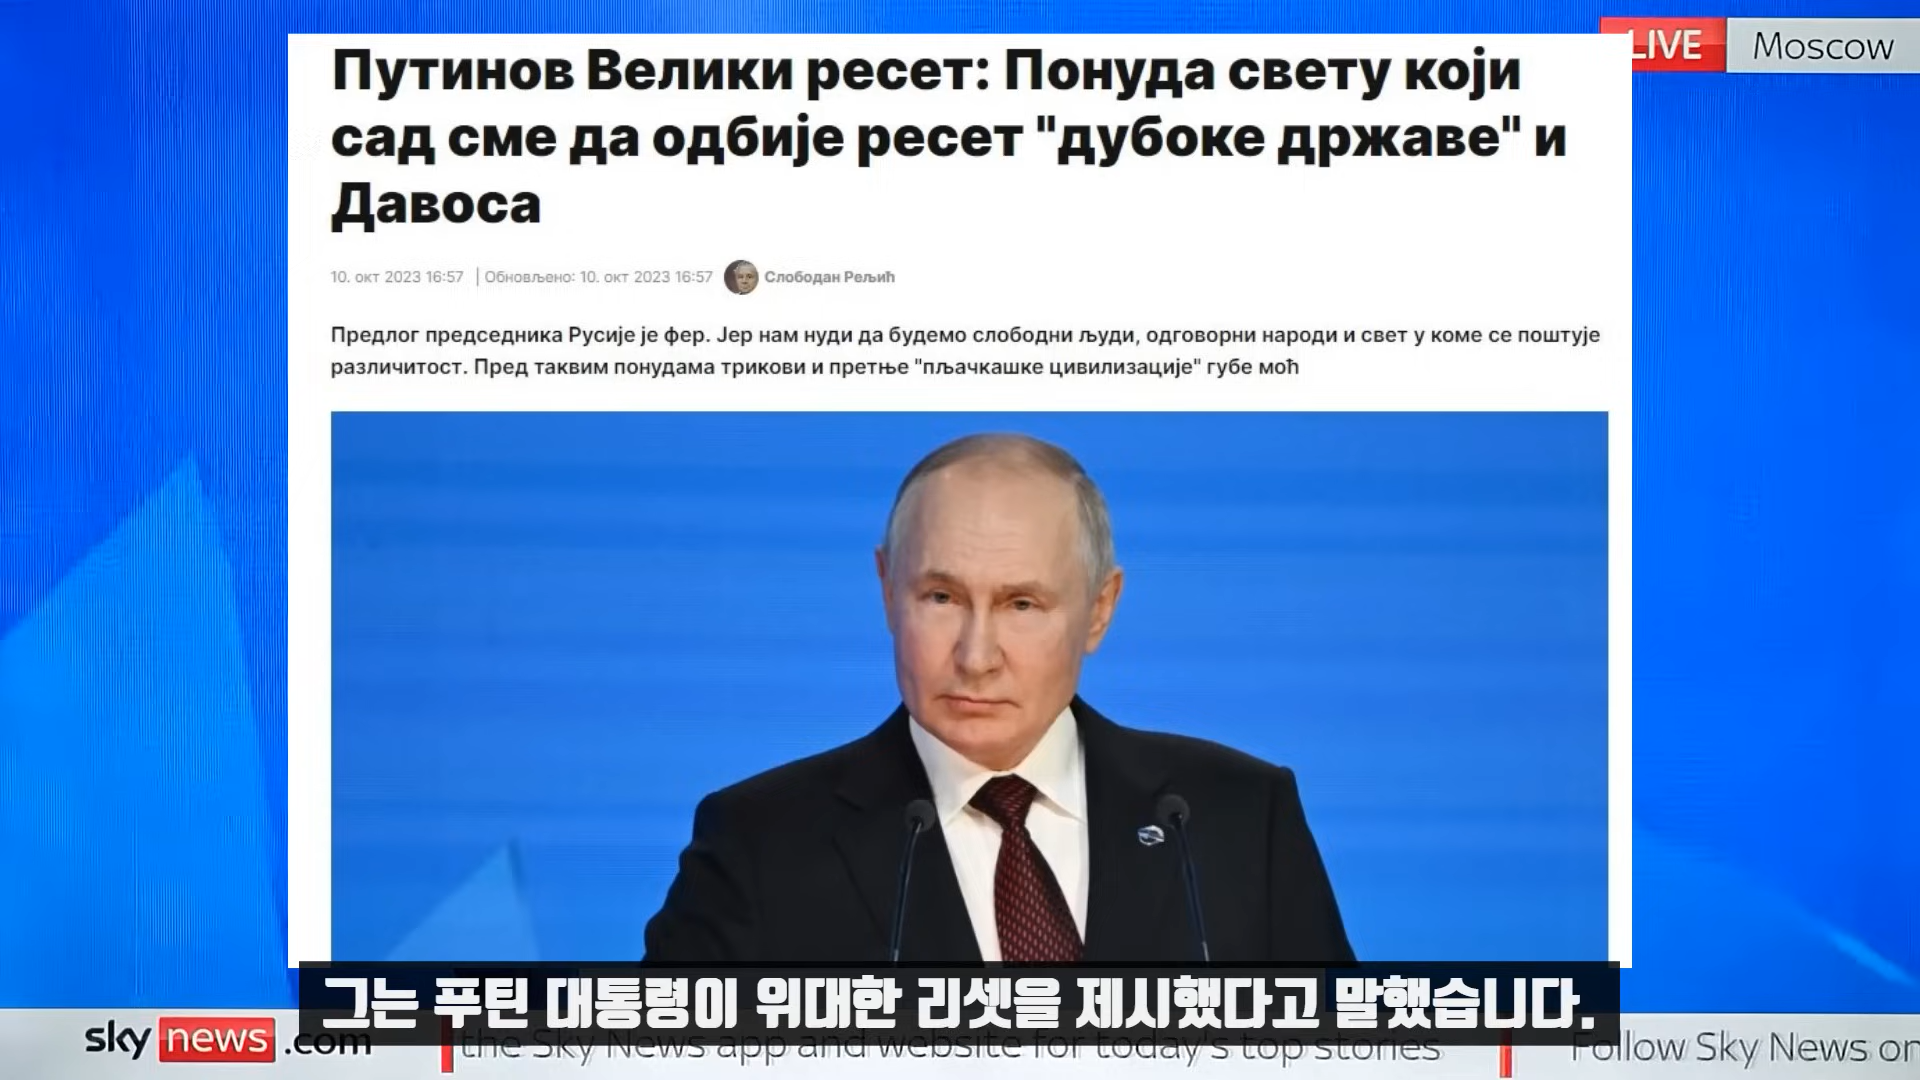 LIVE Moscow
Путинов Велики ресет: Понуда свету који
сад сме да одбије ресет "дубоке државе" и
Давоса
10. окт 2023 16:57 | Обновљено: 10. окт 2023 16:57 Слободан Рељић
Предлог председника Русије је фер. Јер нам нуди да будемо слободни људи, одговорни народи и свет у коме се поштује
различитост. Пред таквим понудама трикови и претње "пљачкашке цивилизације" губе моћ
그는 푸틴 대통령이 위대한 리셋을 제시했다고 말했습니다.
sky news.com the Sky News app and website for today's top stories Follow Sky News on